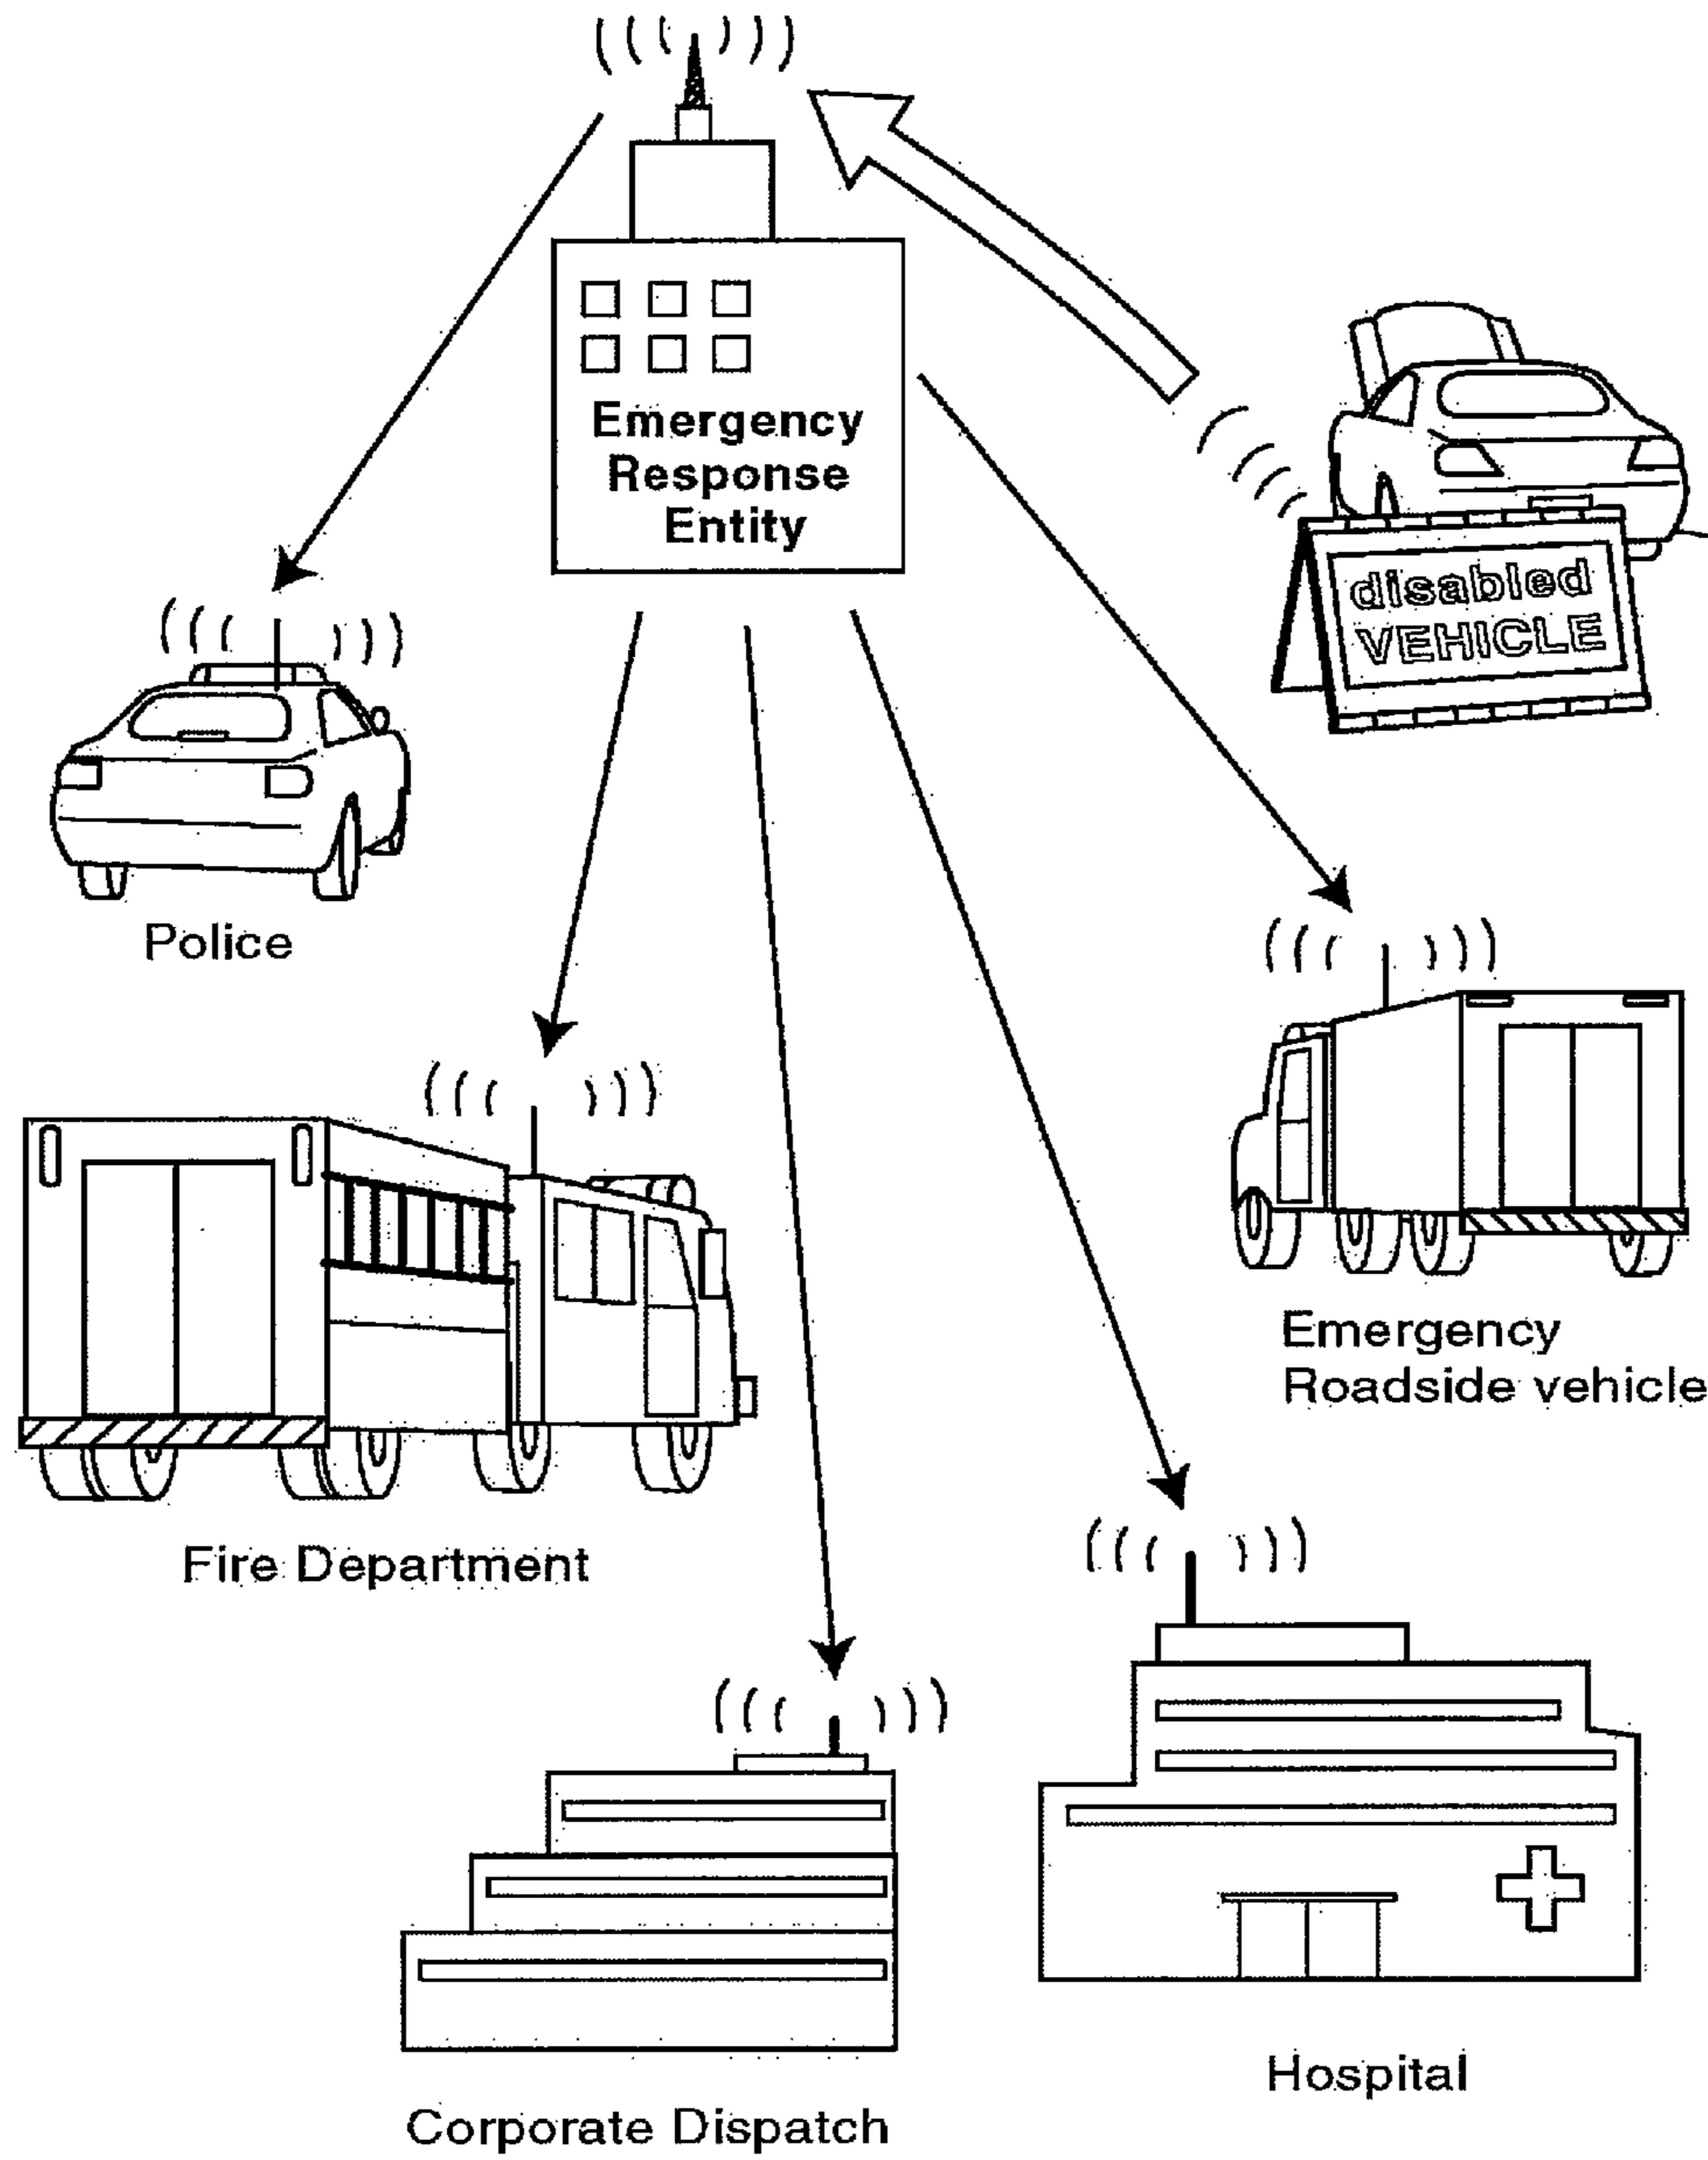 Emergency
Response
Entity
disabled
VEHICLE
Police
Emergency
Roadside vehicle
Fire Department
Hospital
Corporate Dispatch